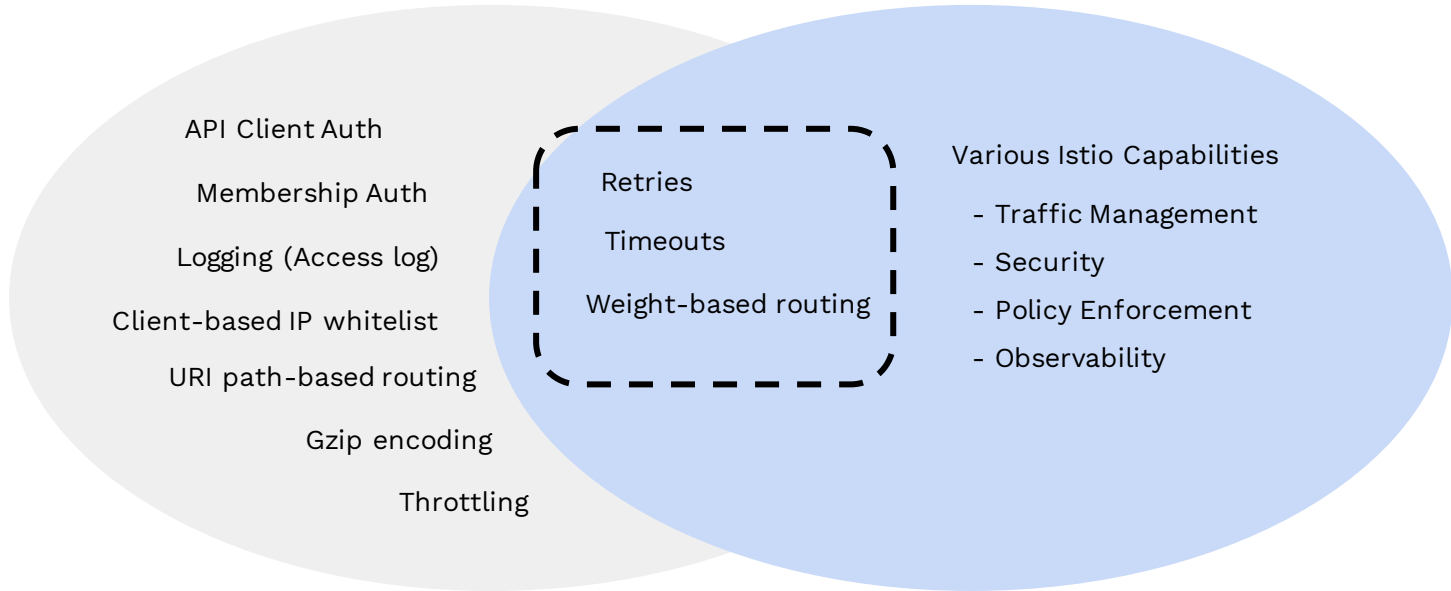 API Client Auth
Membership Auth
Logging (Access log)
Client-based IP whitelist
URI path-based routing
Gzip encoding
Throttling
Retries
Timeouts
Weight-based routing
Various Istio Capabilities
- Traffic Management
- Security
- Policy Enforcement
- Observability